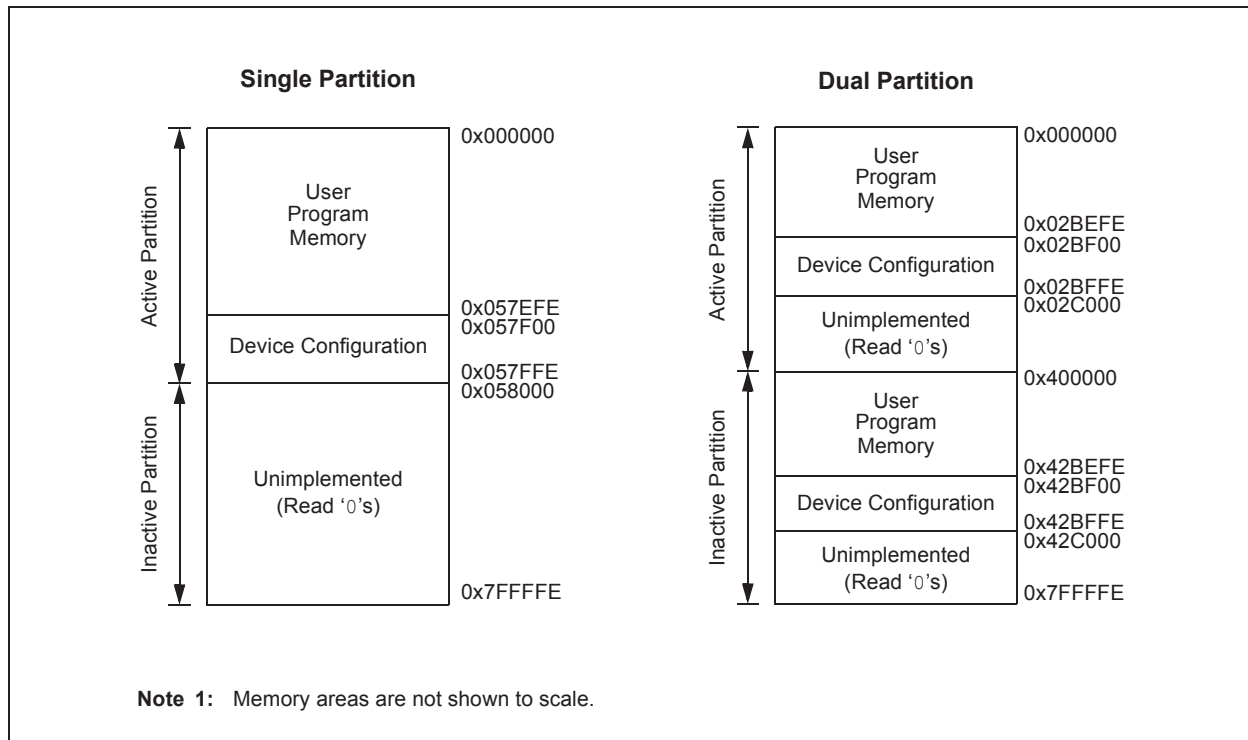 Single Partition
Active Partition
Inactive Partition
User
Program
Memory
Device Configuration
Unimplemented
(Read ‘0’s)
0x000000
0x057EFE
0x057F00
0x057FFE
0x058000
0x7FFFFE
Dual Partition
Active Partition
Inactive Partition
User
Program
Memory
Device Configuration
Unimplemented
(Read ‘0’s)
User
Program
Memory
Device Configuration
Unimplemented
(Read ‘0’s)
0x000000
0x02BEFE
0x02BF00
0x02BFFE
0x02C000
0x400000
0x42BEFE
0x42BF00
0x42BFFE
0x42C000
0x7FFFFE
Note 1: Memory areas are not shown to scale.